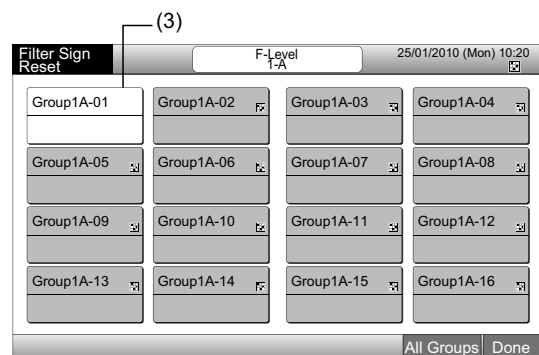 (3)
Filter Sign
Reset
F-Level
1-A
25/01/2010 (Mon) 10:20
Group1A-01
Group1A-02
Group1A-03
Group1A-04
Group1A-05
Group1A-06
Group1A-07
Group1A-08
Group1A-09
Group1A-10
Group1A-11
Group1A-12
Group1A-13
Group1A-14
Group1A-15
Group1A-16
All Groups
Done